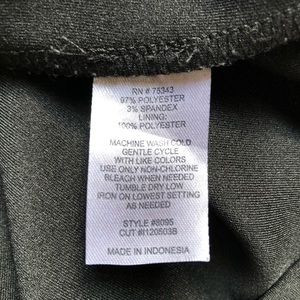 RN # 75343
97% POLYESTER
3% SPANDEX
LINING:
100% POLYESTER
MACHINE WASH COLD
GENTLE CYCLE
WITH LIKE COLORS
USE ONLY NON-CHLORINE
BLEACH WHEN NEEDED
TUMBLE DRY LOW
IRON ON LOWEST SETTING
AS NEEDED
STYLE #8095
CUT #I120503B
MADE IN INDONESIA